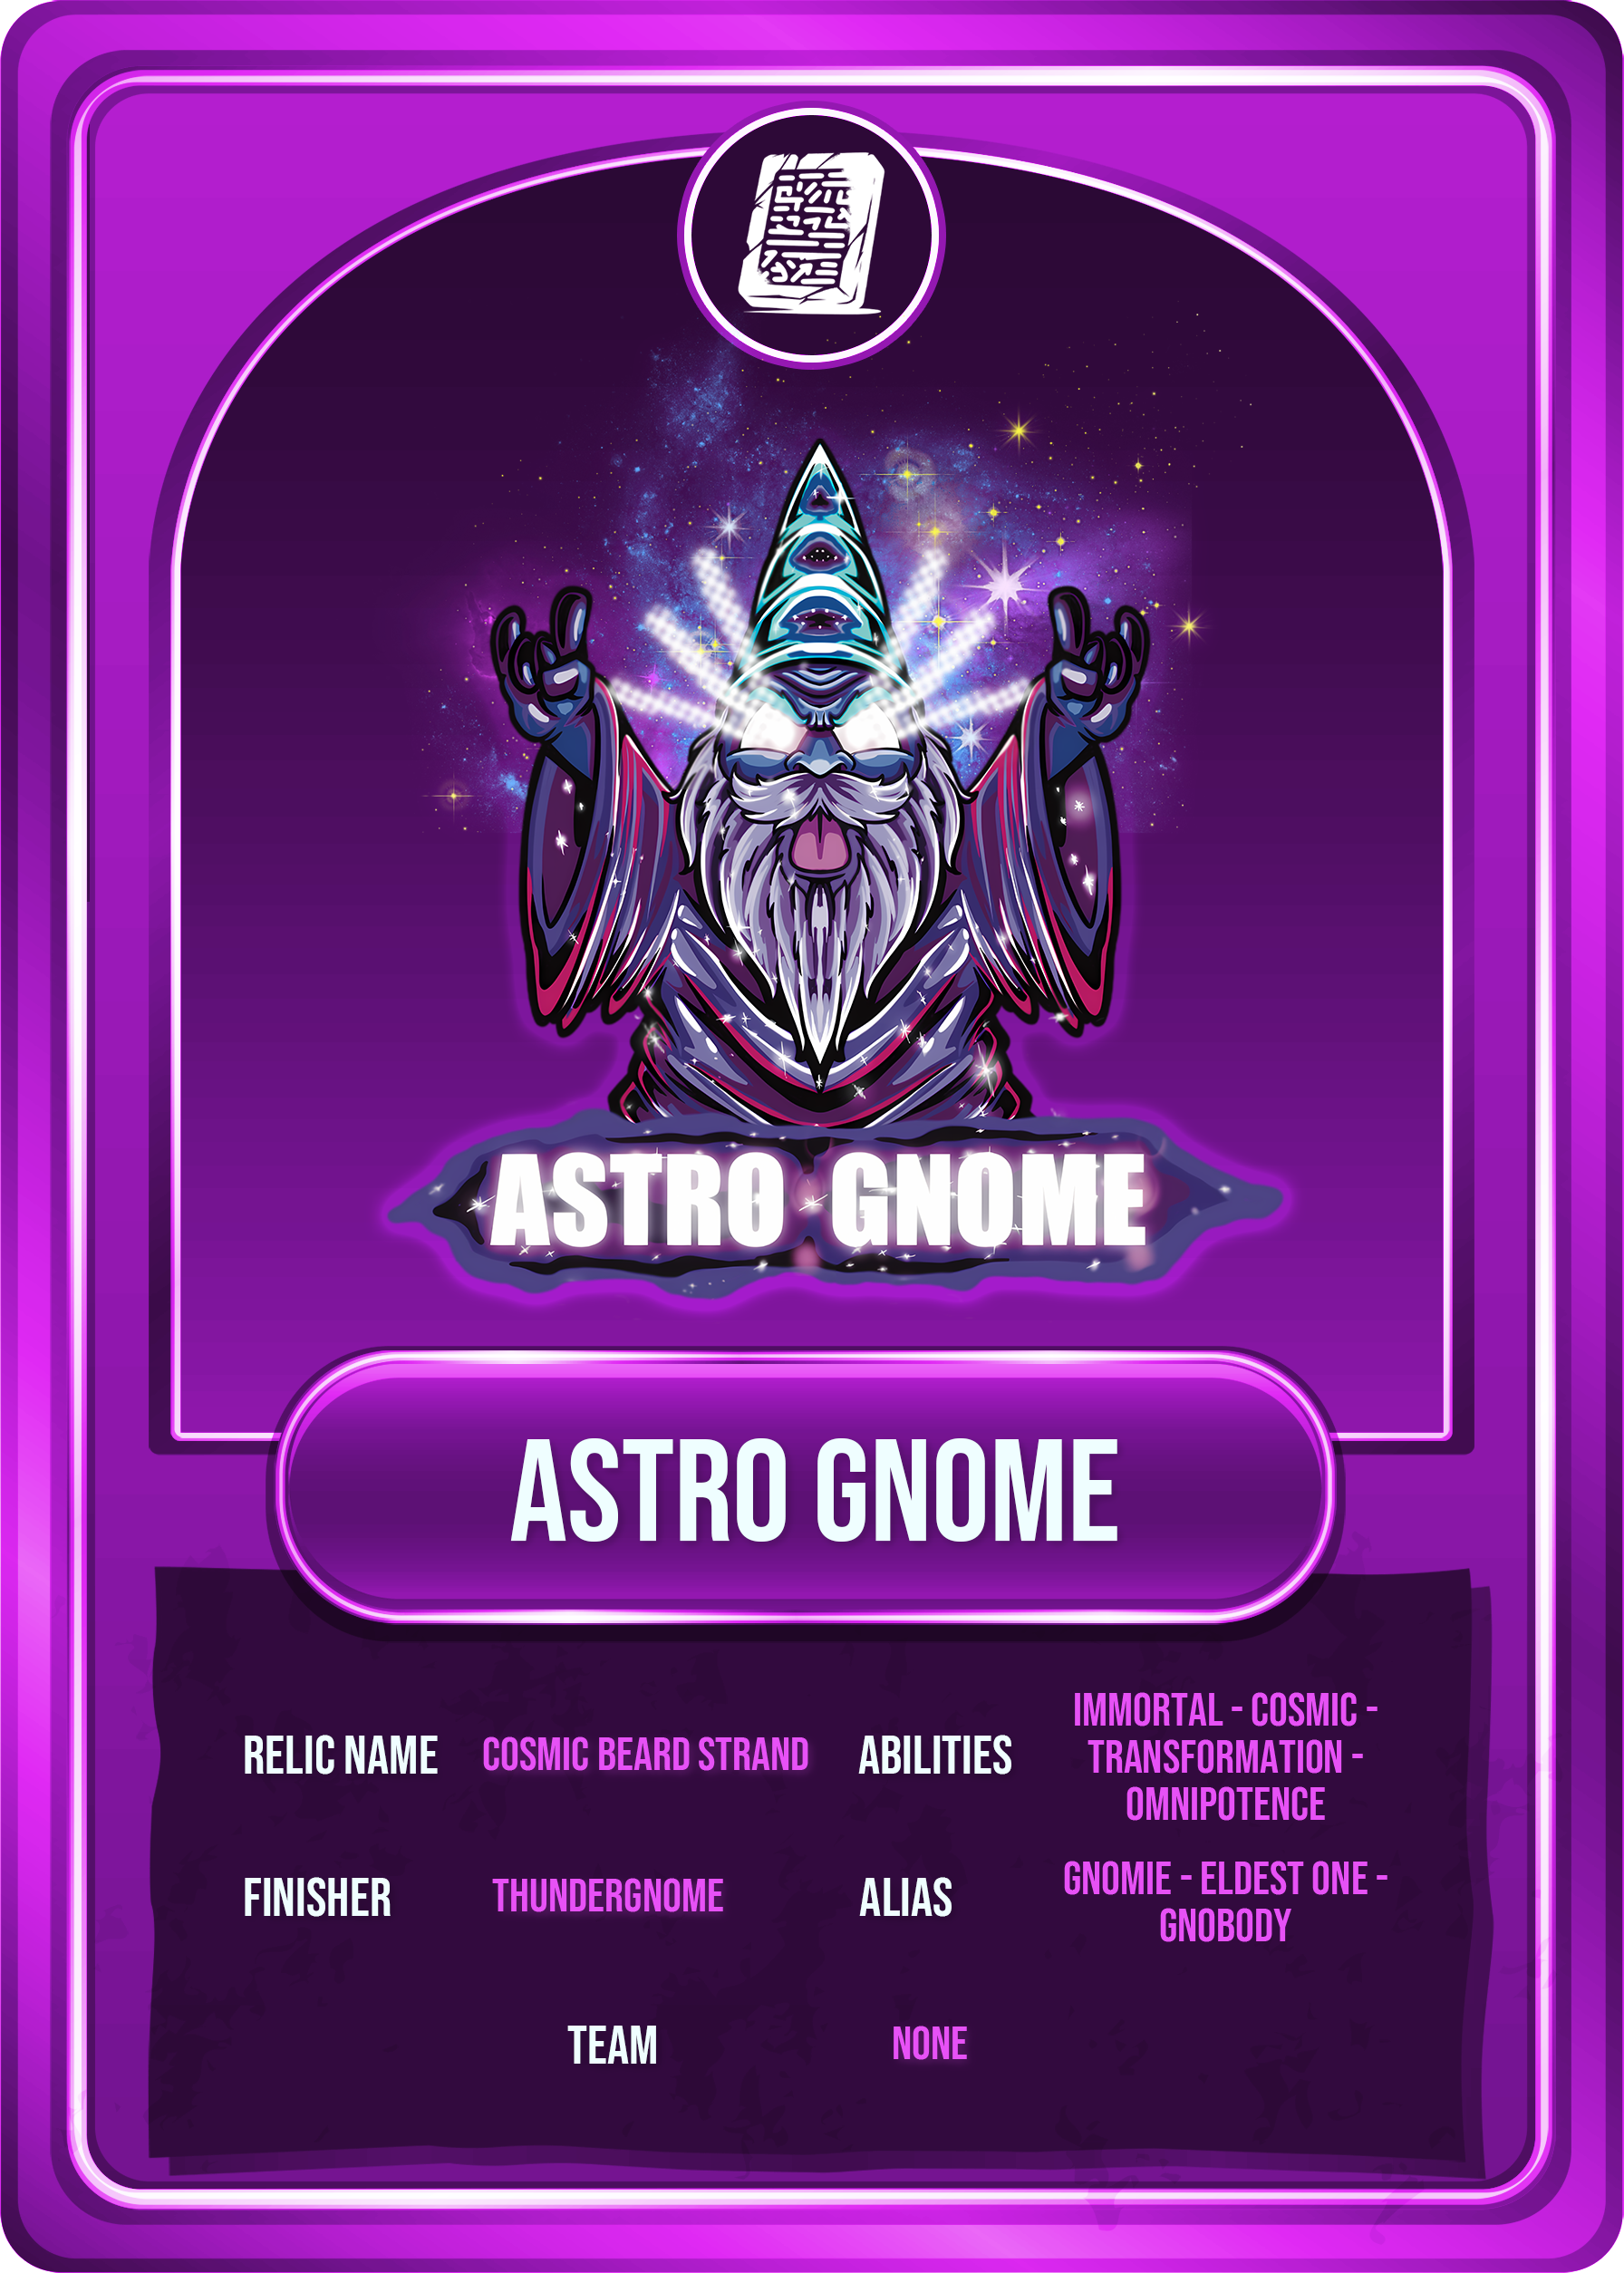 ASTRO GNOME
ASTRO GNOME
RELIC NAME
COSMIC BEARD STRAND
ABILITIES
IMMORTAL - COSMIC -
TRANSFORMATION -
OMNIPOTENCE
FINISHER
THUNDERGNOME
ALIAS
GNOMIE - ELDEST ONE -
GNOBODY
TEAM
NONE